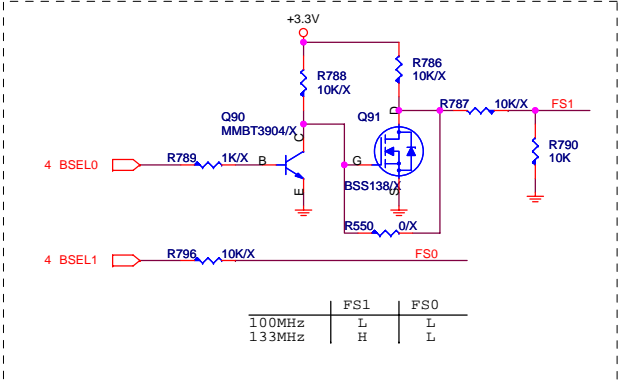 +3.3V
R788
10K/X
R786
10K/X
Q90
MMBT3904/X
Q91
R787 10K/X FS1
C
D
R790
10K
4 BSEL0
R789 1K/X
B
G
E
S
BSS138/X
R550 0/X
4 BSEL1
R796 10K/X
FS0
FS1 FS0
100MHz L L
133MHz H L